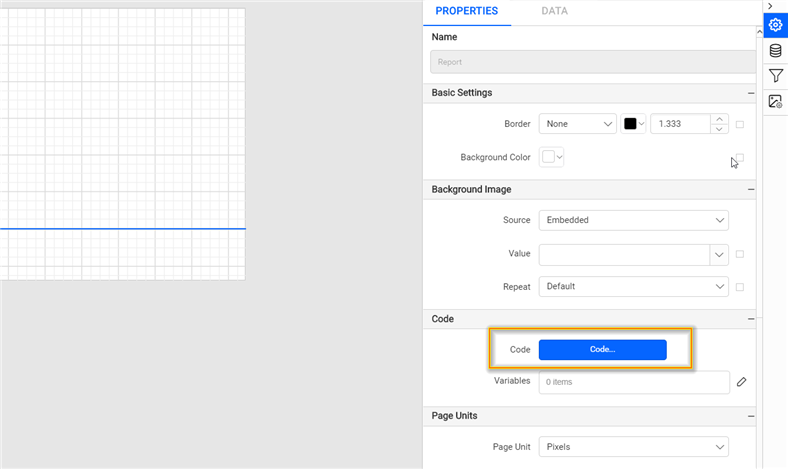 PROPERTIES DATA
Name
Report
Basic Settings
Border None 1.333
Background Color
Background Image
Source Embedded
Value
Repeat Default
Code
Code Code...
Variables 0 items
Page Units
Page Unit Pixels